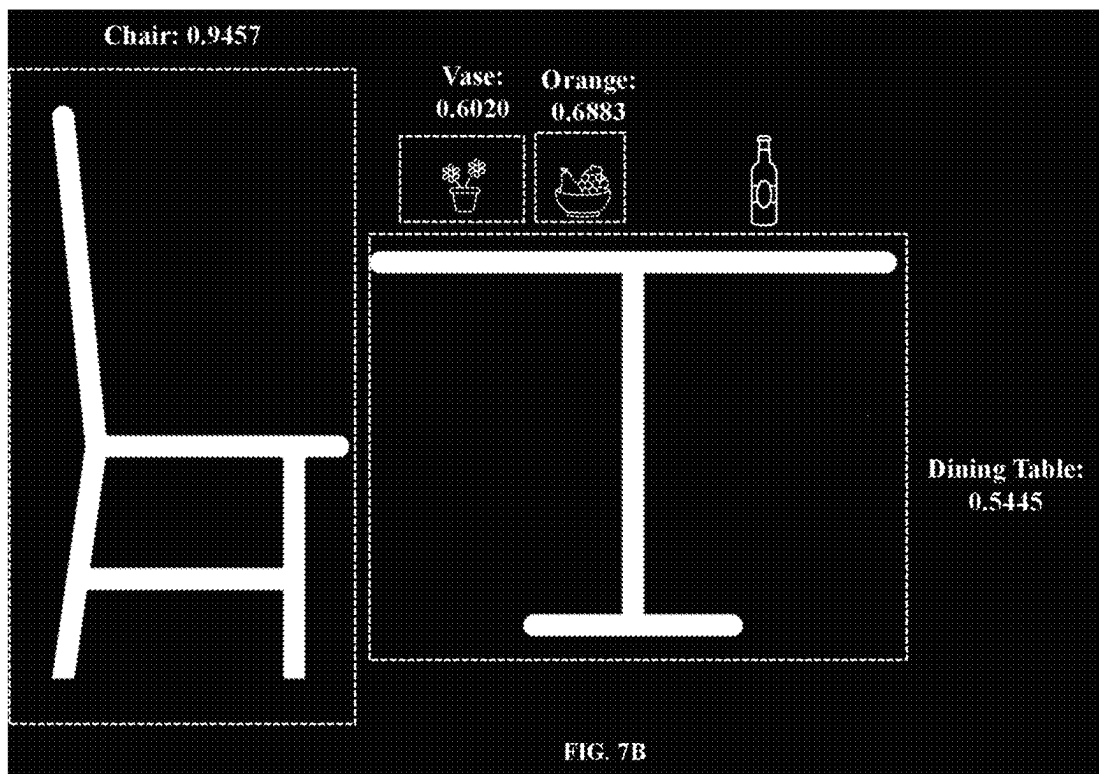 Chair: 0.9457
Vase:
0.6020
Orange:
0.6883
Dining Table:
0.5445
FIG. 7B